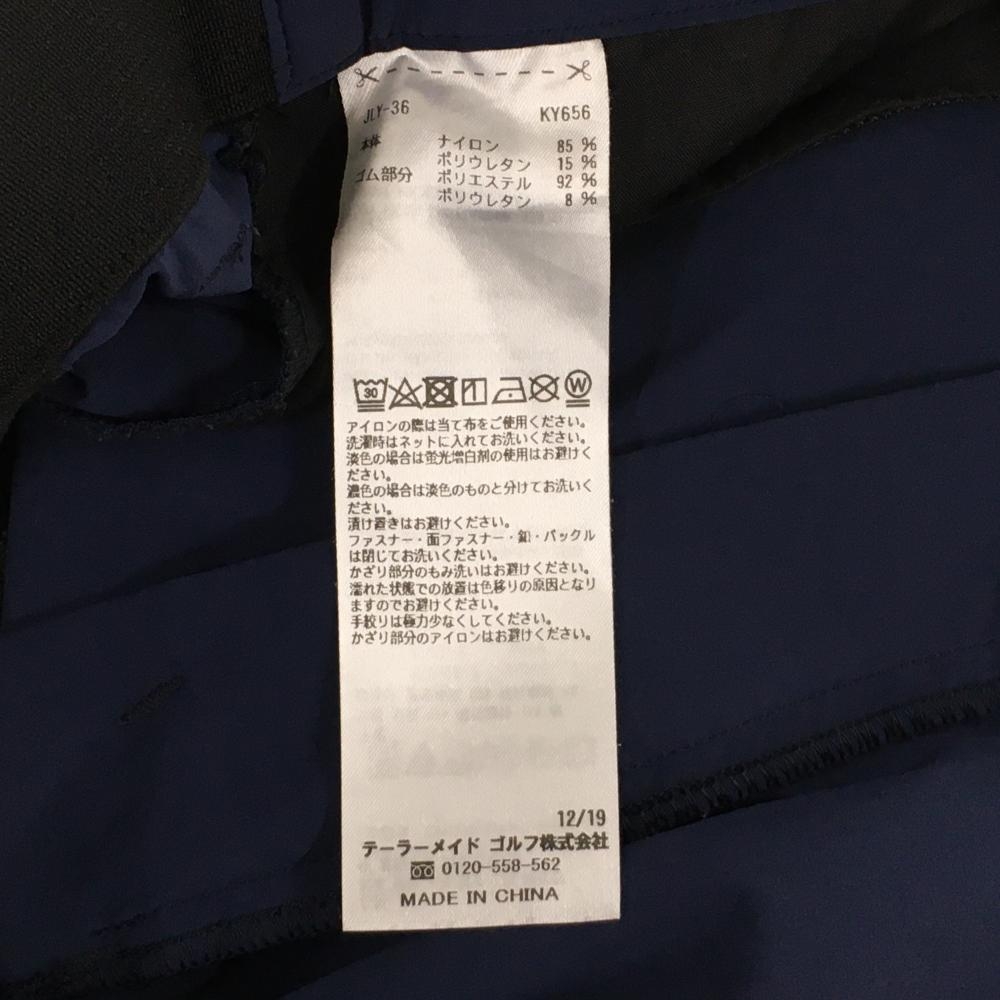 JLY-36 KY656
本体 ナイロン 85 %
ポリウレタン 15 %
ゴム部分 ポリエステル 92 %
ポリウレタン 8 %
30 W
アイロンの際は当て布をご使用ください。
洗濯時はネットに入れてお洗いください。
淡色の場合は蛍光増白剤の使用はお避けく
ださい。
濃色の場合は淡色のものと分けてお洗いく
ださい。
漬け置きはお避けください。
ファスナー・面ファスナー・釦・バックル
は閉じてお洗いください。
かざり部分のもみ洗いはお避けください。
濡れた状態での放置は色移りの原因となり
ますのでお避けください。
手絞りは極力少なくしてください。
かざり部分のアイロンはお避けください。
12/19
テーラーメイド ゴルフ株式会社
0120-558-562
MADE IN CHINA